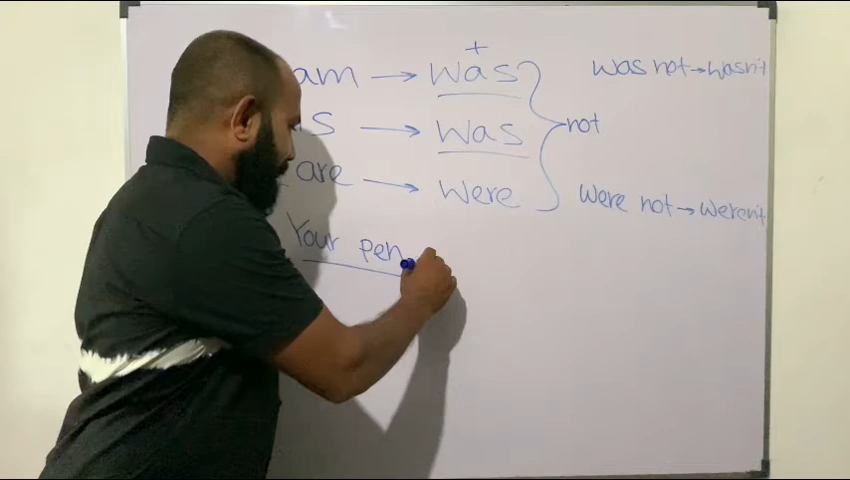 am → was + was not → wasn't
is → was } not
are → were were not → weren't
Your pen